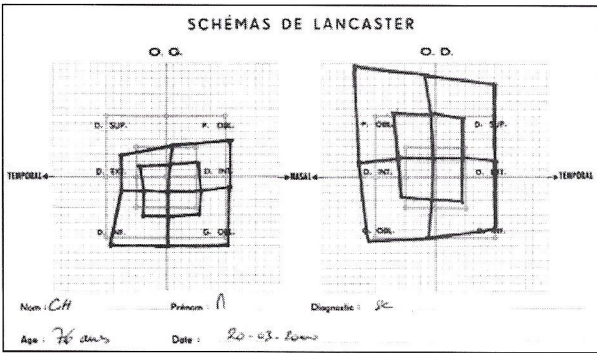 SCHÉMAS DE LANCASTER
O. G. O. D.
D. SUP. P. OBL. P. OBL. D. SUP.
TEMPORAL D. EXT. D. INT. NASAL D. INT. D. EXT. TEMPORAL
D. INF. G. OBL. G. OBL. D. INF.
Nom : CH Prénom : Diagnostic :
Age : 76 ans Date : 20-03-2000